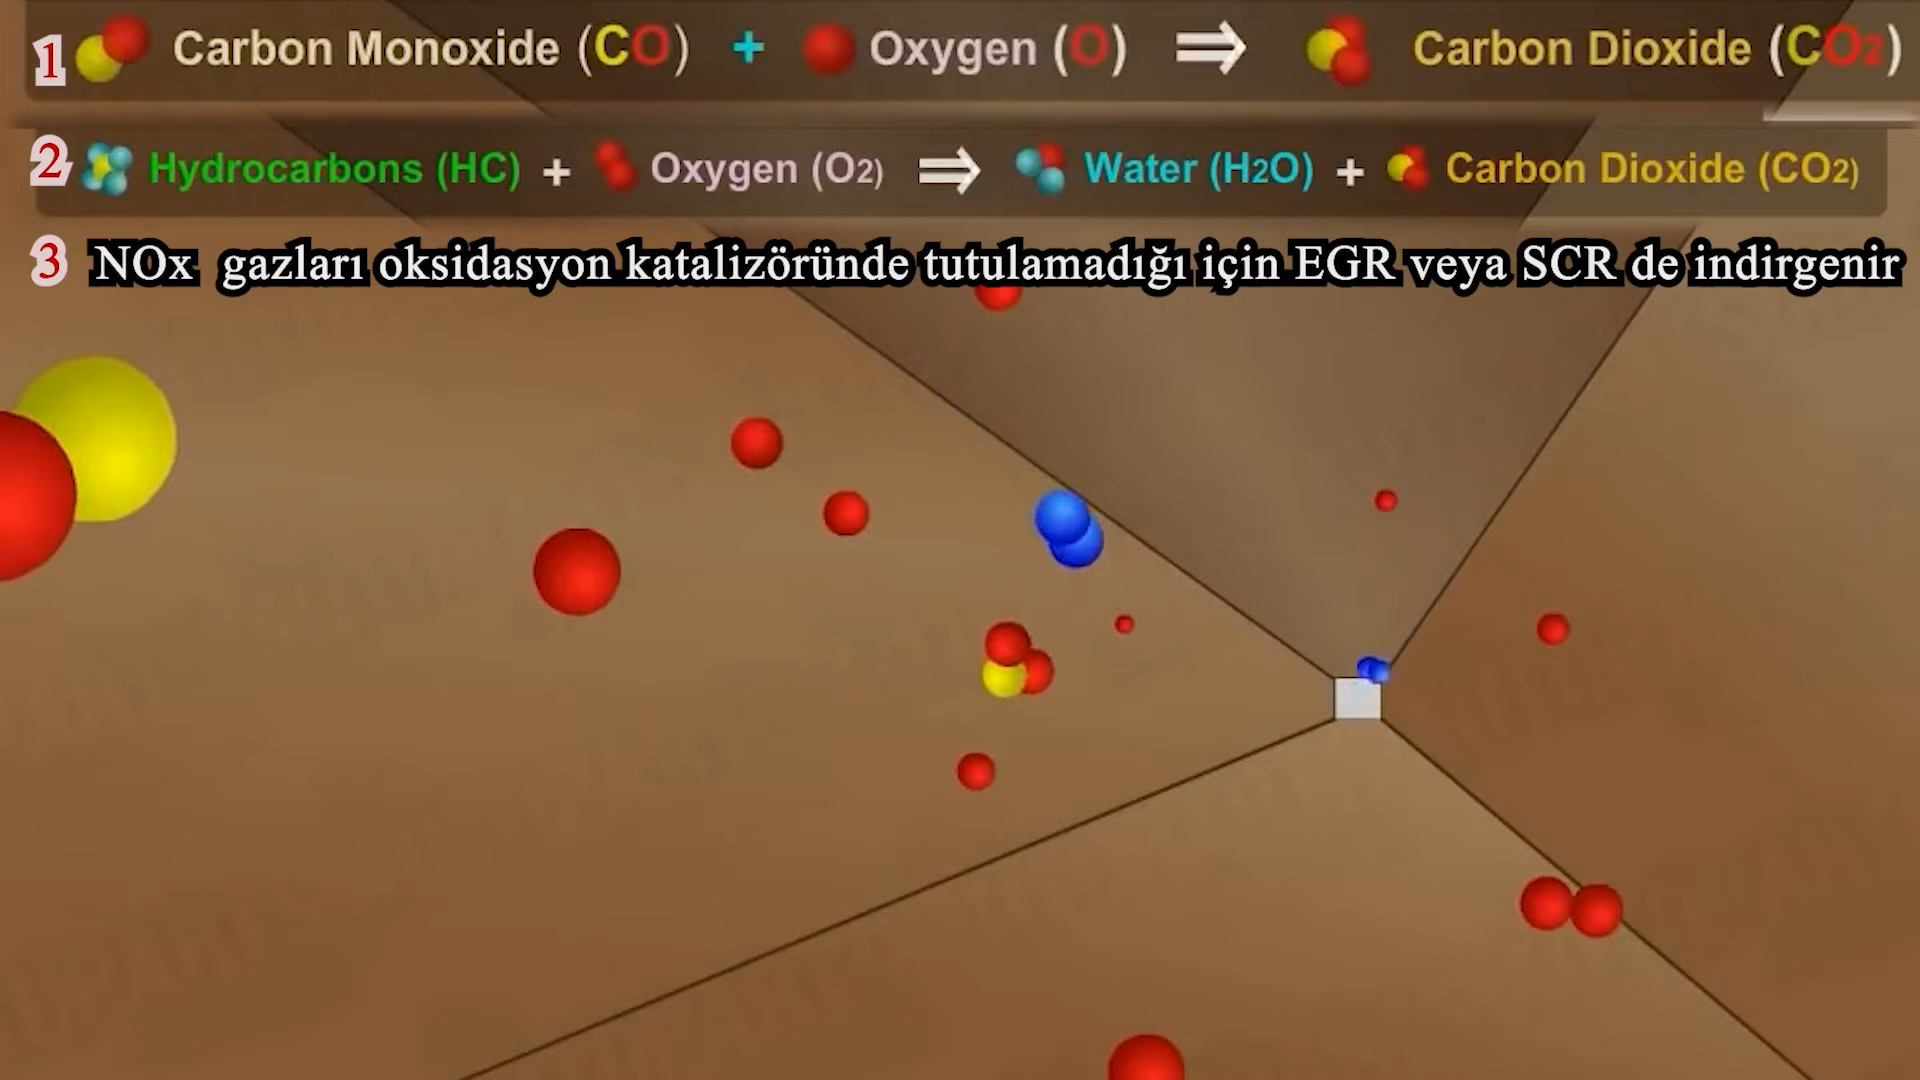 1 Carbon Monoxide (CO) + Oxygen (O) ⇒ Carbon Dioxide (CO2)
2 Hydrocarbons (HC) + Oxygen (O2) ⇒ Water (H2O) + Carbon Dioxide (CO2)
3 NOx gazları oksidasyon katalizöründe tutulamadığı için EGR veya SCR de indirgenir